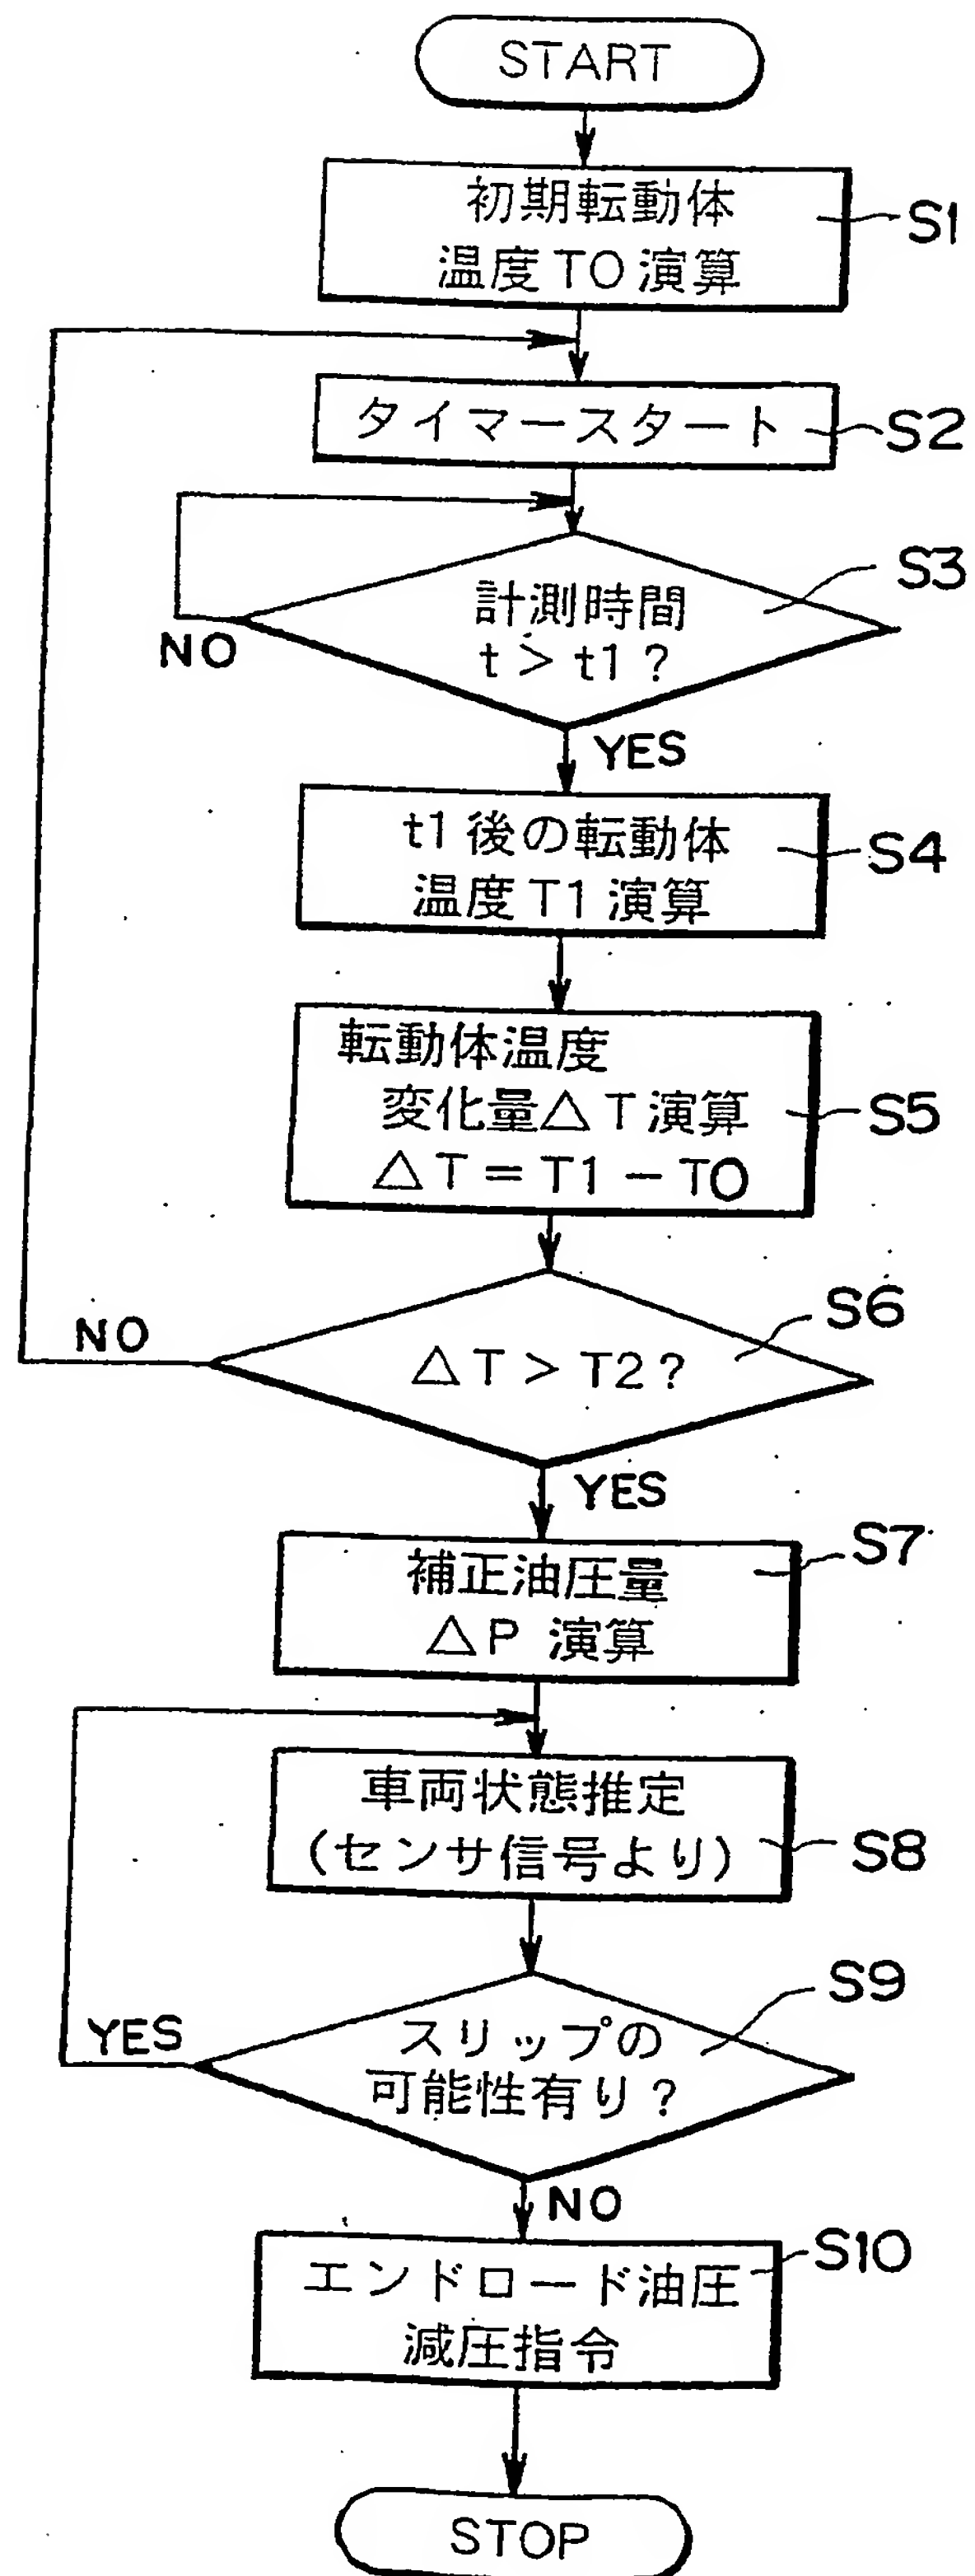 START
初期転動体
温度T0演算
S1
タイマースタート
S2
計測時間
t > t1 ?
S3
NO
YES
t1後の転動体
温度T1演算
S4
転動体温度
変化量△T演算
△T = T1 - T0
S5
△T > T2 ?
S6
NO
YES
補正油圧量
△P 演算
S7
車両状態推定
(センサ信号より)
S8
スリップの
可能性有り?
S9
YES
NO
エンドロード油圧
減圧指令
S10
STOP